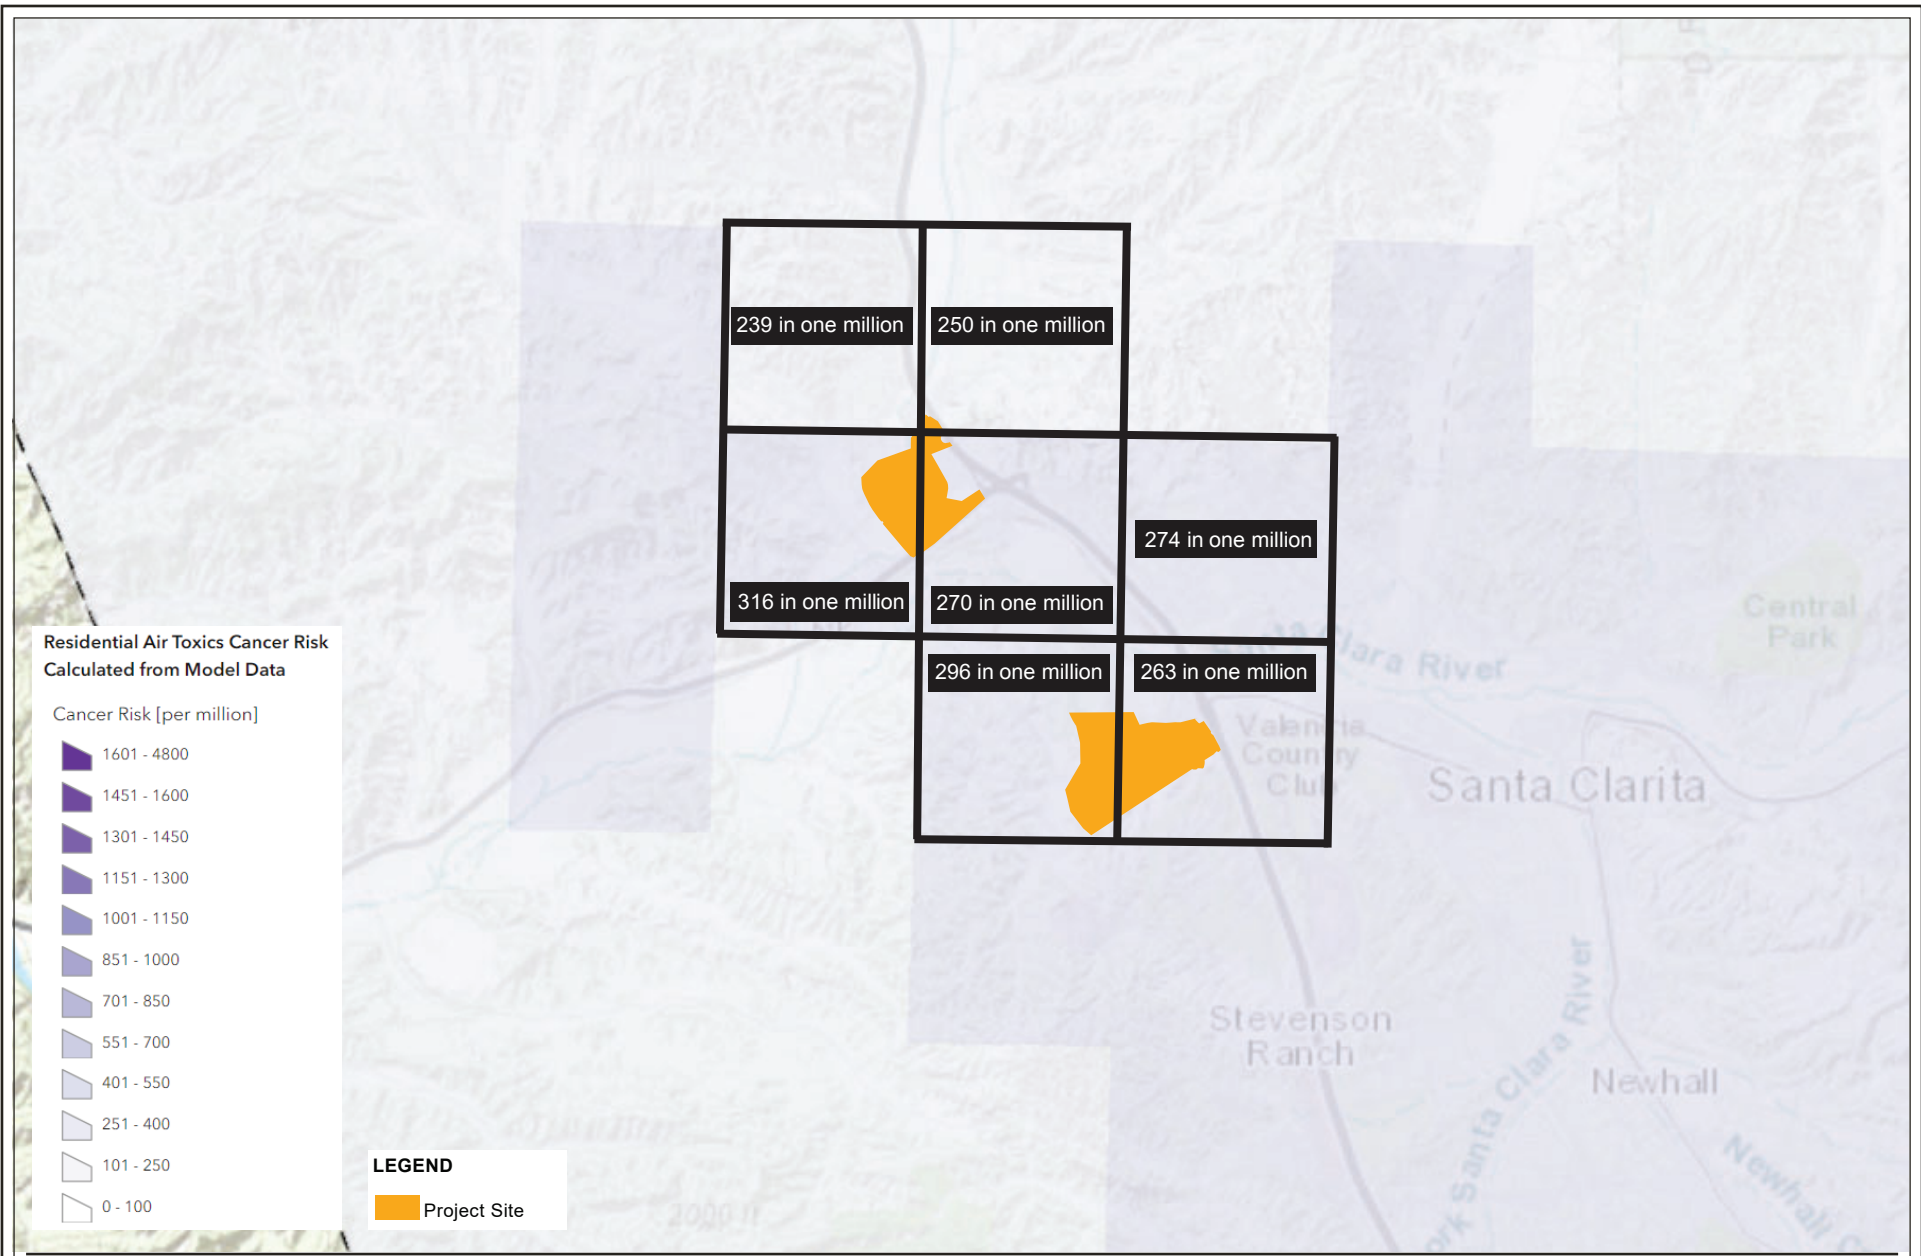 239 in one million
250 in one million
274 in one million
316 in one million
270 in one million
296 in one million
263 in one million
Santa Clara River
Central
Park
Valencia
Country
Club
Santa Clarita
Stevenson
Ranch
Newhall
Santa Clara River
Newhall
2000 ft
Residential Air Toxics Cancer Risk
Calculated from Model Data
Cancer Risk [per million]
1601 - 4800
1451 - 1600
1301 - 1450
1151 - 1300
1001 - 1150
851 - 1000
701 - 850
551 - 700
401 - 550
251 - 400
101 - 250
0 - 100
LEGEND
Project Site